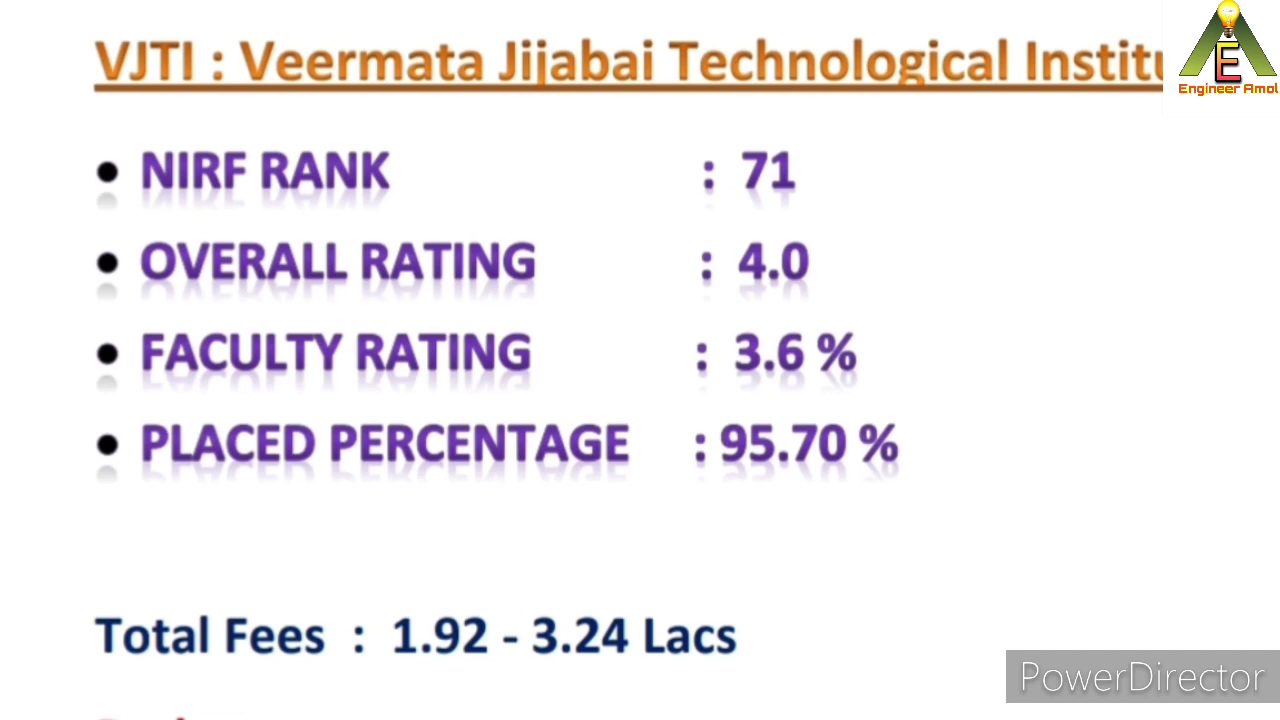 VJTI : Veermata Jijabai Technological Institu
E
Engineer Amol
• NIRF RANK : 71
• OVERALL RATING : 4.0
• FACULTY RATING : 3.6 %
• PLACED PERCENTAGE : 95.70 %
Total Fees : 1.92 - 3.24 Lacs
PowerDirector